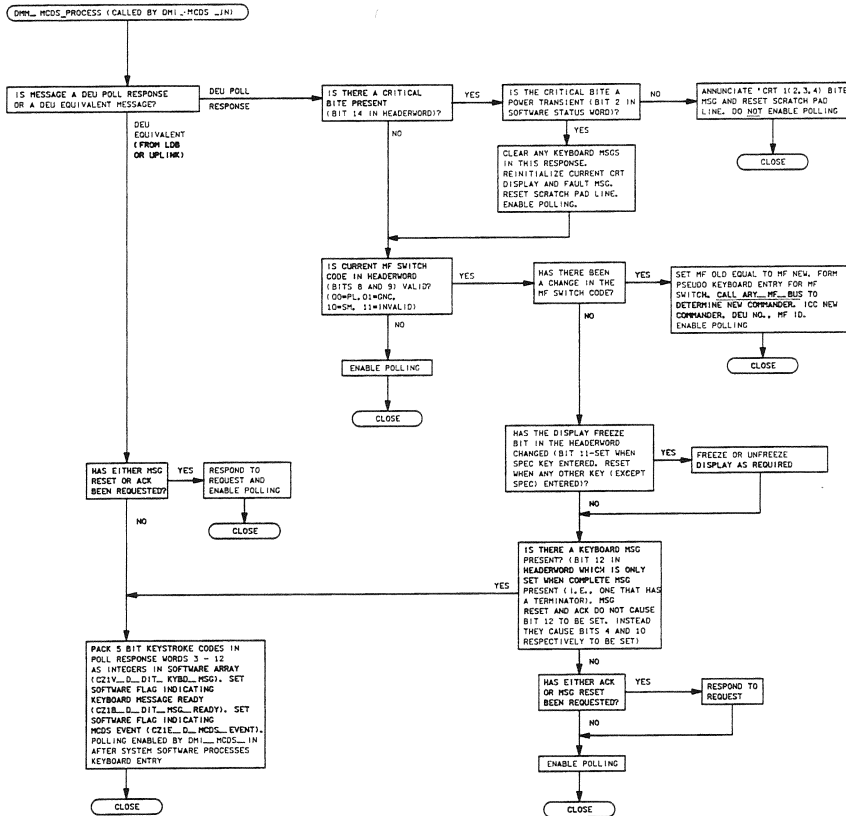 DMM__MCDS_PROCESS (CALLED BY DMI_MCDS_IN)
IS MESSAGE A DEU POLL RESPONSE
OR A DEU EQUIVALENT MESSAGE?
DEU POLL
RESPONSE
IS THERE A CRITICAL
BITE PRESENT
(BIT 14 IN HEADERWORD)?
YES
IS THE CRITICAL BITE A
POWER TRANSIENT (BIT 2 IN
SOFTWARE STATUS WORD)?
NO
ANNUNCIATE 'CRT 1(2,3,4) BITE
MSG AND RESET SCRATCH PAD
LINE. DO NOT ENABLE POLLING
CLOSE
DEU
EQUIVALENT
(FROM LDB
OR UPLINK)
NO
YES
CLEAR ANY KEYBOARD MSGS
IN THIS RESPONSE.
REINITIALIZE CURRENT CRT
DISPLAY AND FAULT MSG.
RESET SCRATCH PAD LINE.
ENABLE POLLING.
IS CURRENT MF SWITCH
CODE IN HEADERWORD
(BITS 8 AND 9) VALID?
(00=PL, 01=GNC,
10=SM, 11=INVALID)
YES
HAS THERE BEEN
A CHANGE IN THE
MF SWITCH CODE?
YES
SET MF OLD EQUAL TO MF NEW, FORM
PSEUDO KEYBOARD ENTRY FOR MF
SWITCH. CALL ARY__MF__BUS TO
DETERMINE NEW COMMANDER. ICC NEW
COMMANDER, DEU NO., MF ID.
ENABLE POLLING
CLOSE
NO
ENABLE POLLING
CLOSE
NO
HAS THE DISPLAY FREEZE
BIT IN THE HEADERWORD
CHANGED (BIT 11-SET WHEN
SPEC KEY ENTERED. RESET
WHEN ANY OTHER KEY (EXCEPT
SPEC) ENTERED)?
YES
FREEZE OR UNFREEZE
DISPLAY AS REQUIRED
NO
HAS EITHER MSG
RESET OR ACK
BEEN REQUESTED?
YES
RESPOND TO
REQUEST AND
ENABLE POLLING
CLOSE
NO
IS THERE A KEYBOARD MSG
PRESENT? (BIT 12 IN
HEADERWORD WHICH IS ONLY
SET WHEN COMPLETE MSG
PRESENT (I.E., ONE THAT HAS
A TERMINATOR). MSG
RESET AND ACK DO NOT CAUSE
BIT 12 TO BE SET. INSTEAD
THEY CAUSE BITS 4 AND 10
RESPECTIVELY TO BE SET)
YES
NO
PACK 5 BIT KEYSTROKE CODES IN
POLL RESPONSE WORDS 3 - 12
AS INTEGERS IN SOFTWARE ARRAY
(CZ1V__D__DIT__KYBD__MSG). SET
SOFTWARE FLAG INDICATING
KEYBOARD MESSAGE READY
(CZ1B__D__DIT__MSG__READY). SET
SOFTWARE FLAG INDICATING
MCDS EVENT (CZ1E__D__MCDS__EVENT).
POLLING ENABLED BY DMI__MCDS__IN
AFTER SYSTEM SOFTWARE PROCESSES
KEYBOARD ENTRY
CLOSE
HAS EITHER ACK
OR MSG RESET
BEEN REQUESTED?
YES
RESPOND TO
REQUEST
NO
ENABLE POLLING
CLOSE